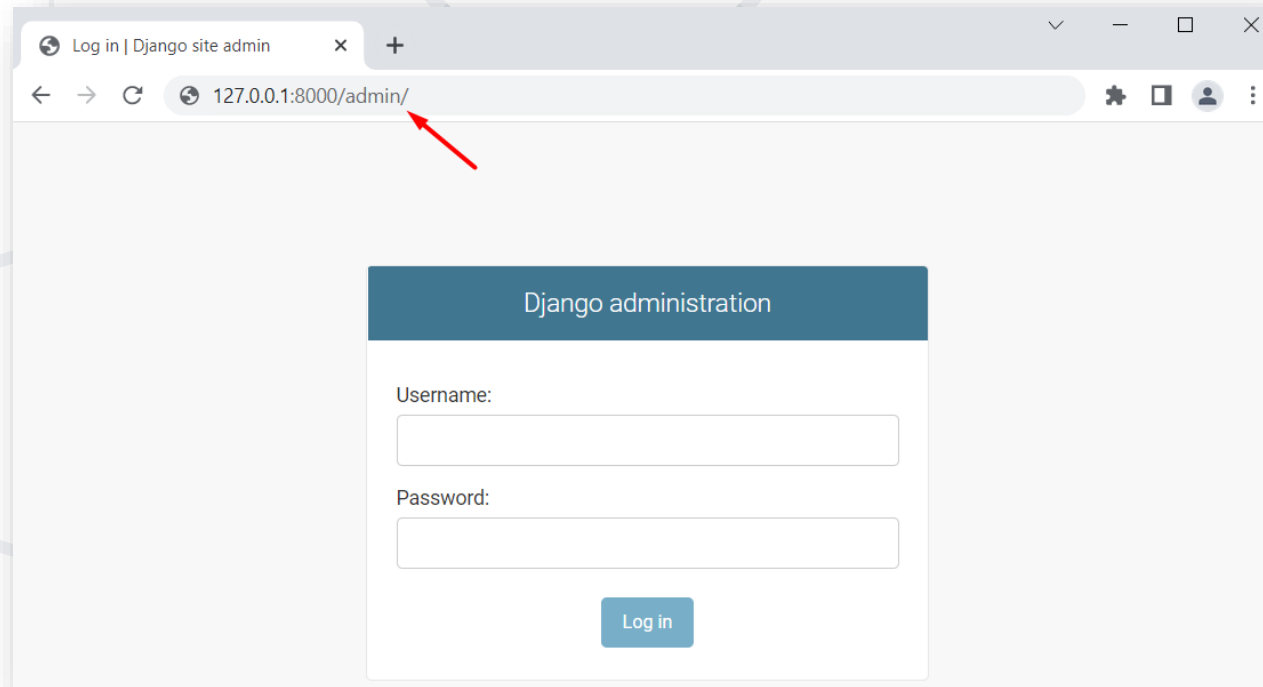 Log in | Django site admin
127.0.0.1:8000/admin/
Django administration
Username:
Password:
Log in